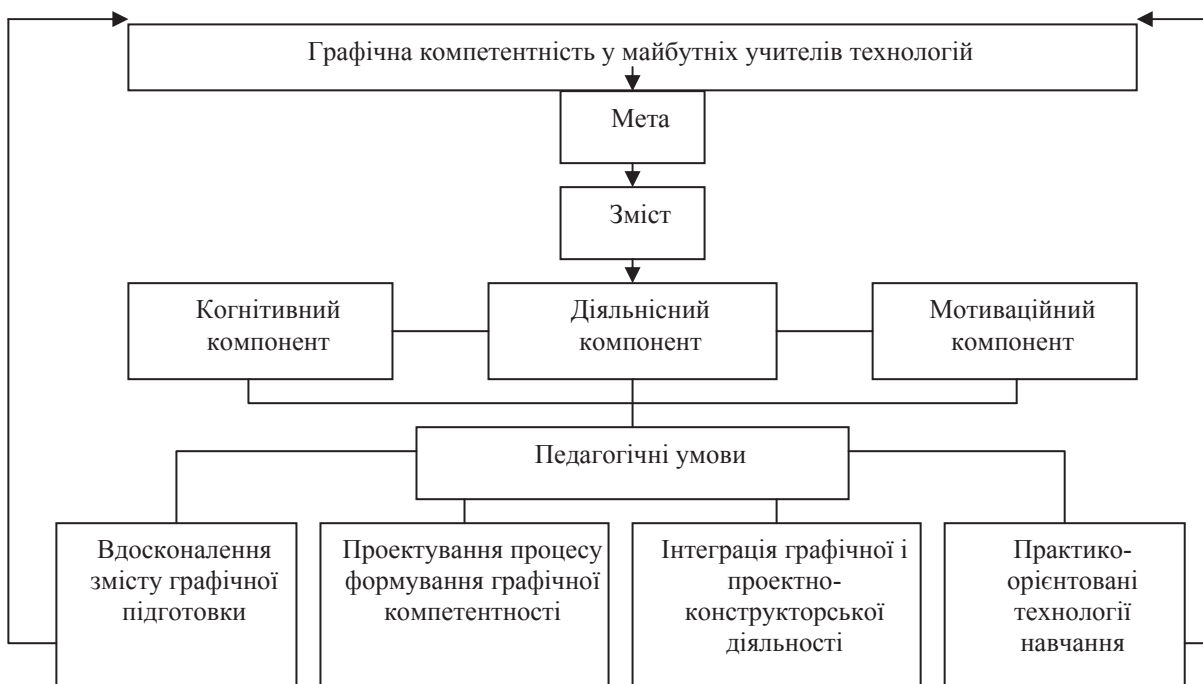 Графічна компетентність у майбутніх учителів технологій
Мета
Зміст
Когнітивний
компонент
Діяльнісний
компонент
Мотиваційний
компонент
Педагогічні умови
Вдосконалення
змісту графічної
підготовки
Проектування процесу
формування графічної
компетентності
Інтеграція графічної і
проектно-
конструкторської
діяльності
Практико-
орієнтовані
технології
навчання